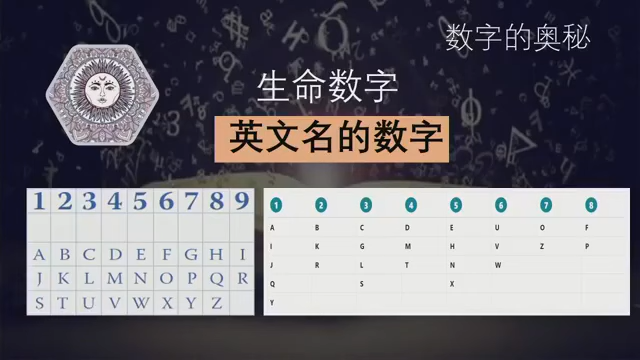 数字的奥秘
生命数字
英文名的数字
1 2 3 4 5 6 7 8 9
A B C D E F G H I
J K L M N O P Q R
S T U V W X Y Z
1 2 3 4 5 6 7 8
A B C D E U O F
I K G M H V Z P
J R L T N W
Q S X
Y